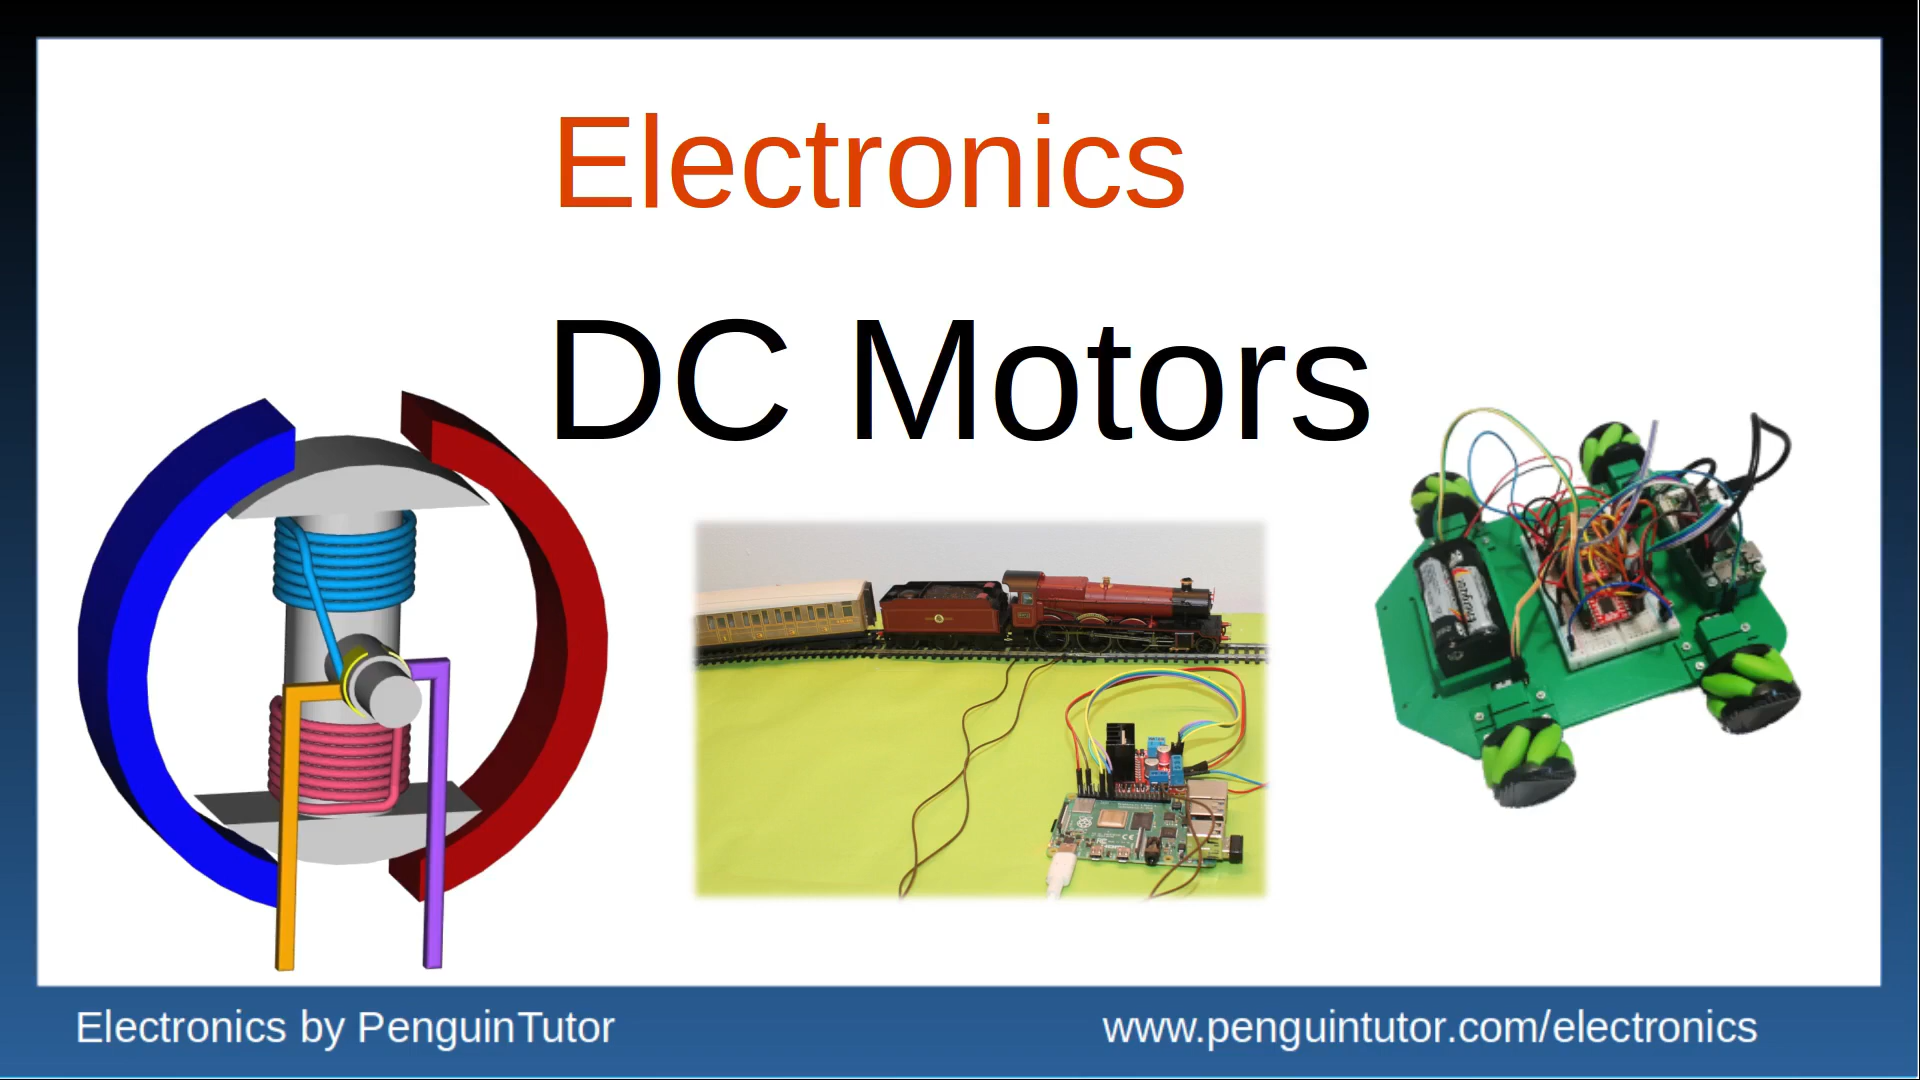 Electronics
DC Motors
Electronics by PenguinTutor
www.penguintutor.com/electronics